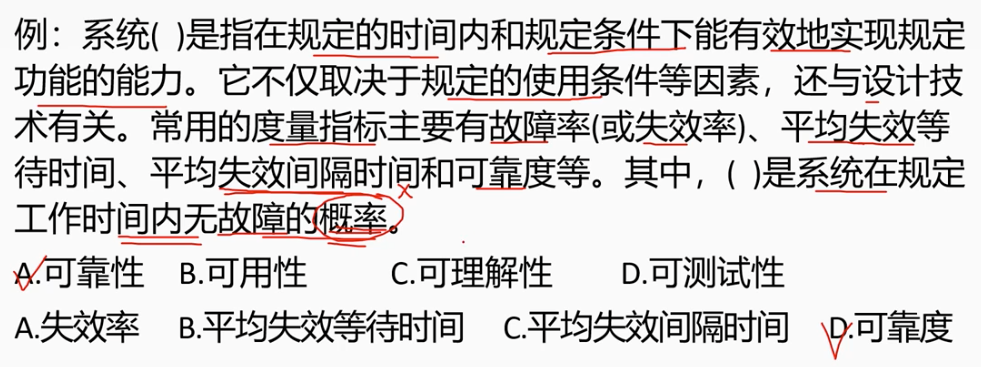 例：系统( )是指在规定的时间内和规定条件下能有效地实现规定
功能的能力。它不仅取决于规定的使用条件等因素，还与设计技
术有关。常用的度量指标主要有故障率(或失效率)、平均失效等
待时间、平均失效间隔时间和可靠度等。其中，( )是系统在规定
工作时间内无故障的概率。
A.可靠性 B.可用性 C.可理解性 D.可测试性
A.失效率 B.平均失效等待时间 C.平均失效间隔时间 D.可靠度